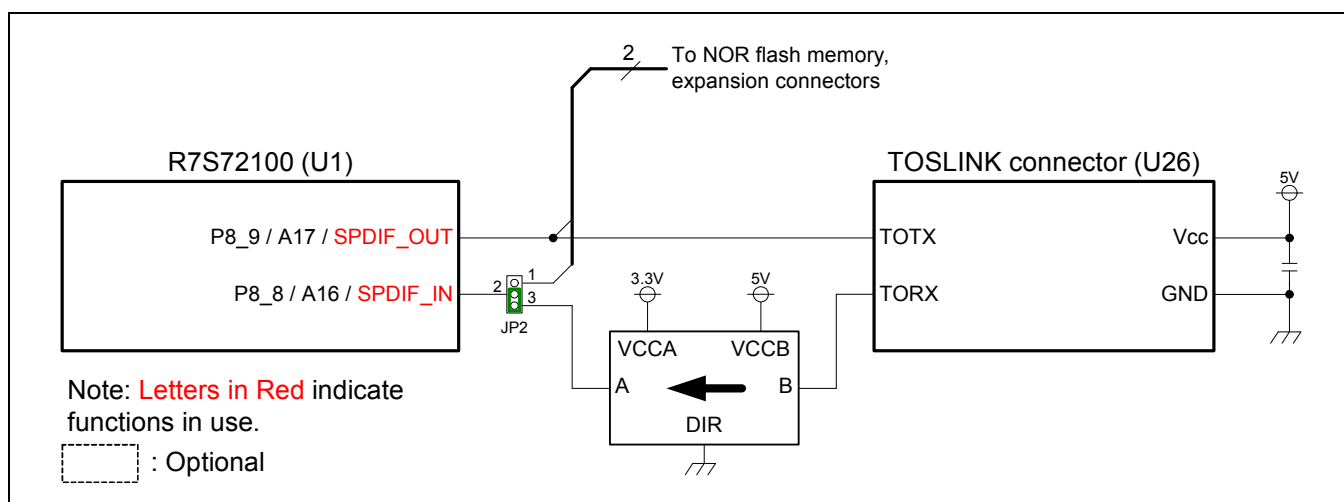 2
To NOR flash memory,
expansion connectors
R7S72100 (U1)
TOSLINK connector (U26)
5V
P8_9 / A17 / SPDIF_OUT
TOTX
Vcc
P8_8 / A16 / SPDIF_IN
2
1
3
JP2
3.3V
5V
TORX
GND
VCCA
VCCB
A
B
DIR
Note: Letters in Red indicate
functions in use.
: Optional